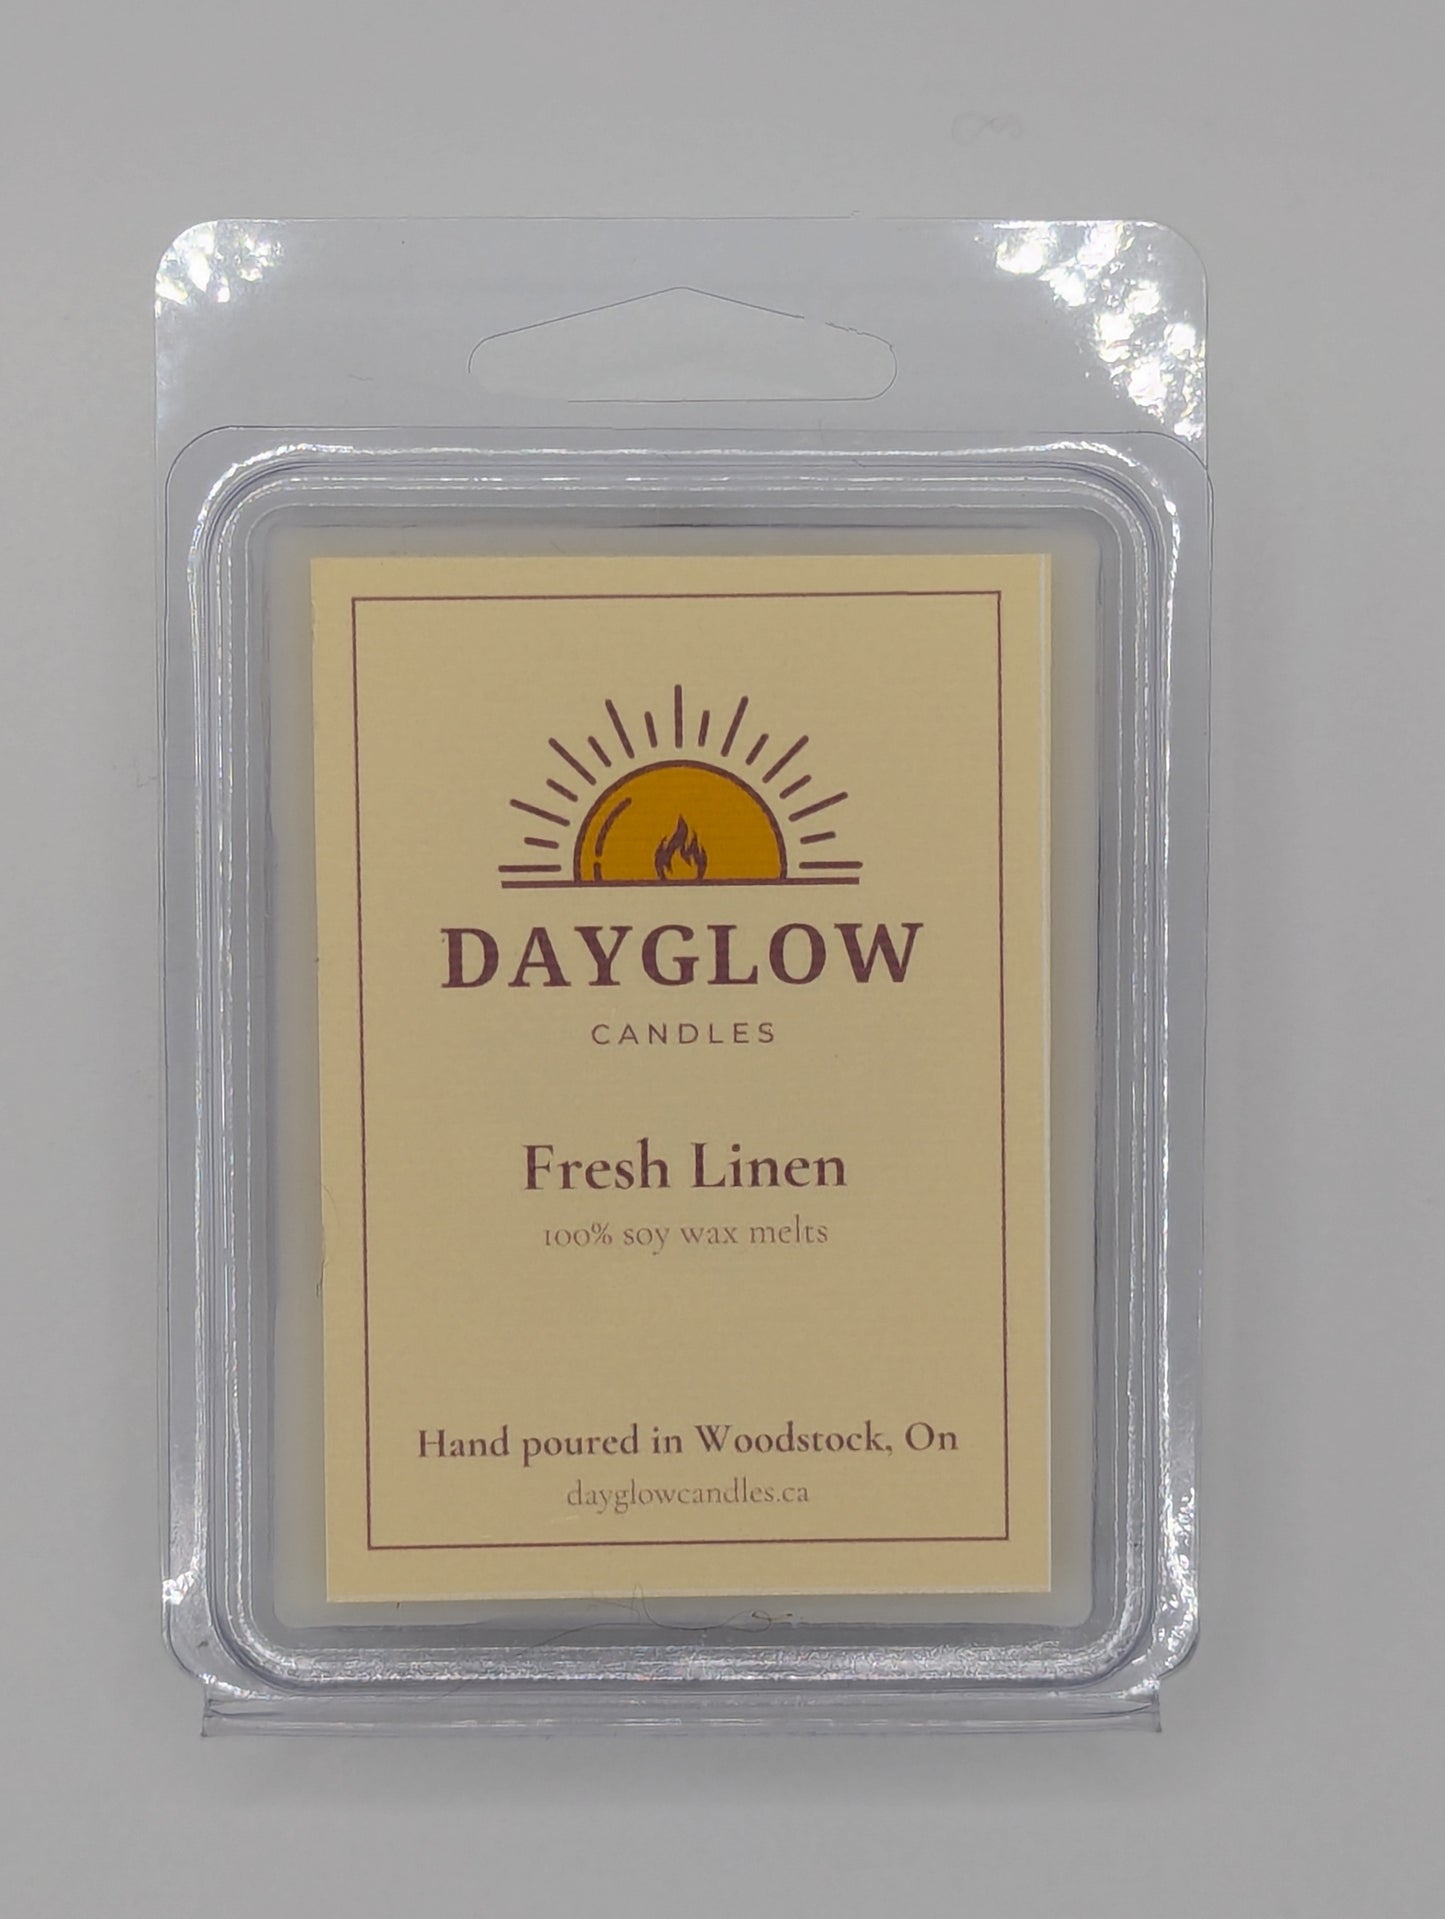 DAYGLOW
CANDLES
Fresh Linen
100% soy wax melts
Hand poured in Woodstock, On
dayglowcandles.ca